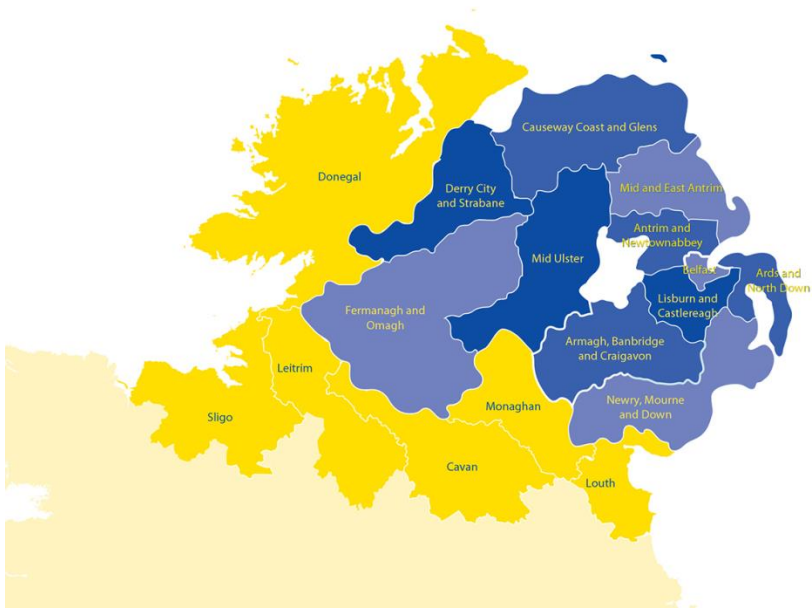 Causeway Coast and Glens
Donegal
Derry City
and Strabane
Mid and East Antrim
Antrim and
Newtownabbey
Mid Ulster
Belfast
Ards and
North Down
Lisburn and
Castlereagh
Fermanagh and
Omagh
Armagh, Banbridge
and Craigavon
Leitrim
Monaghan
Newry, Mourne
and Down
Sligo
Cavan
Louth